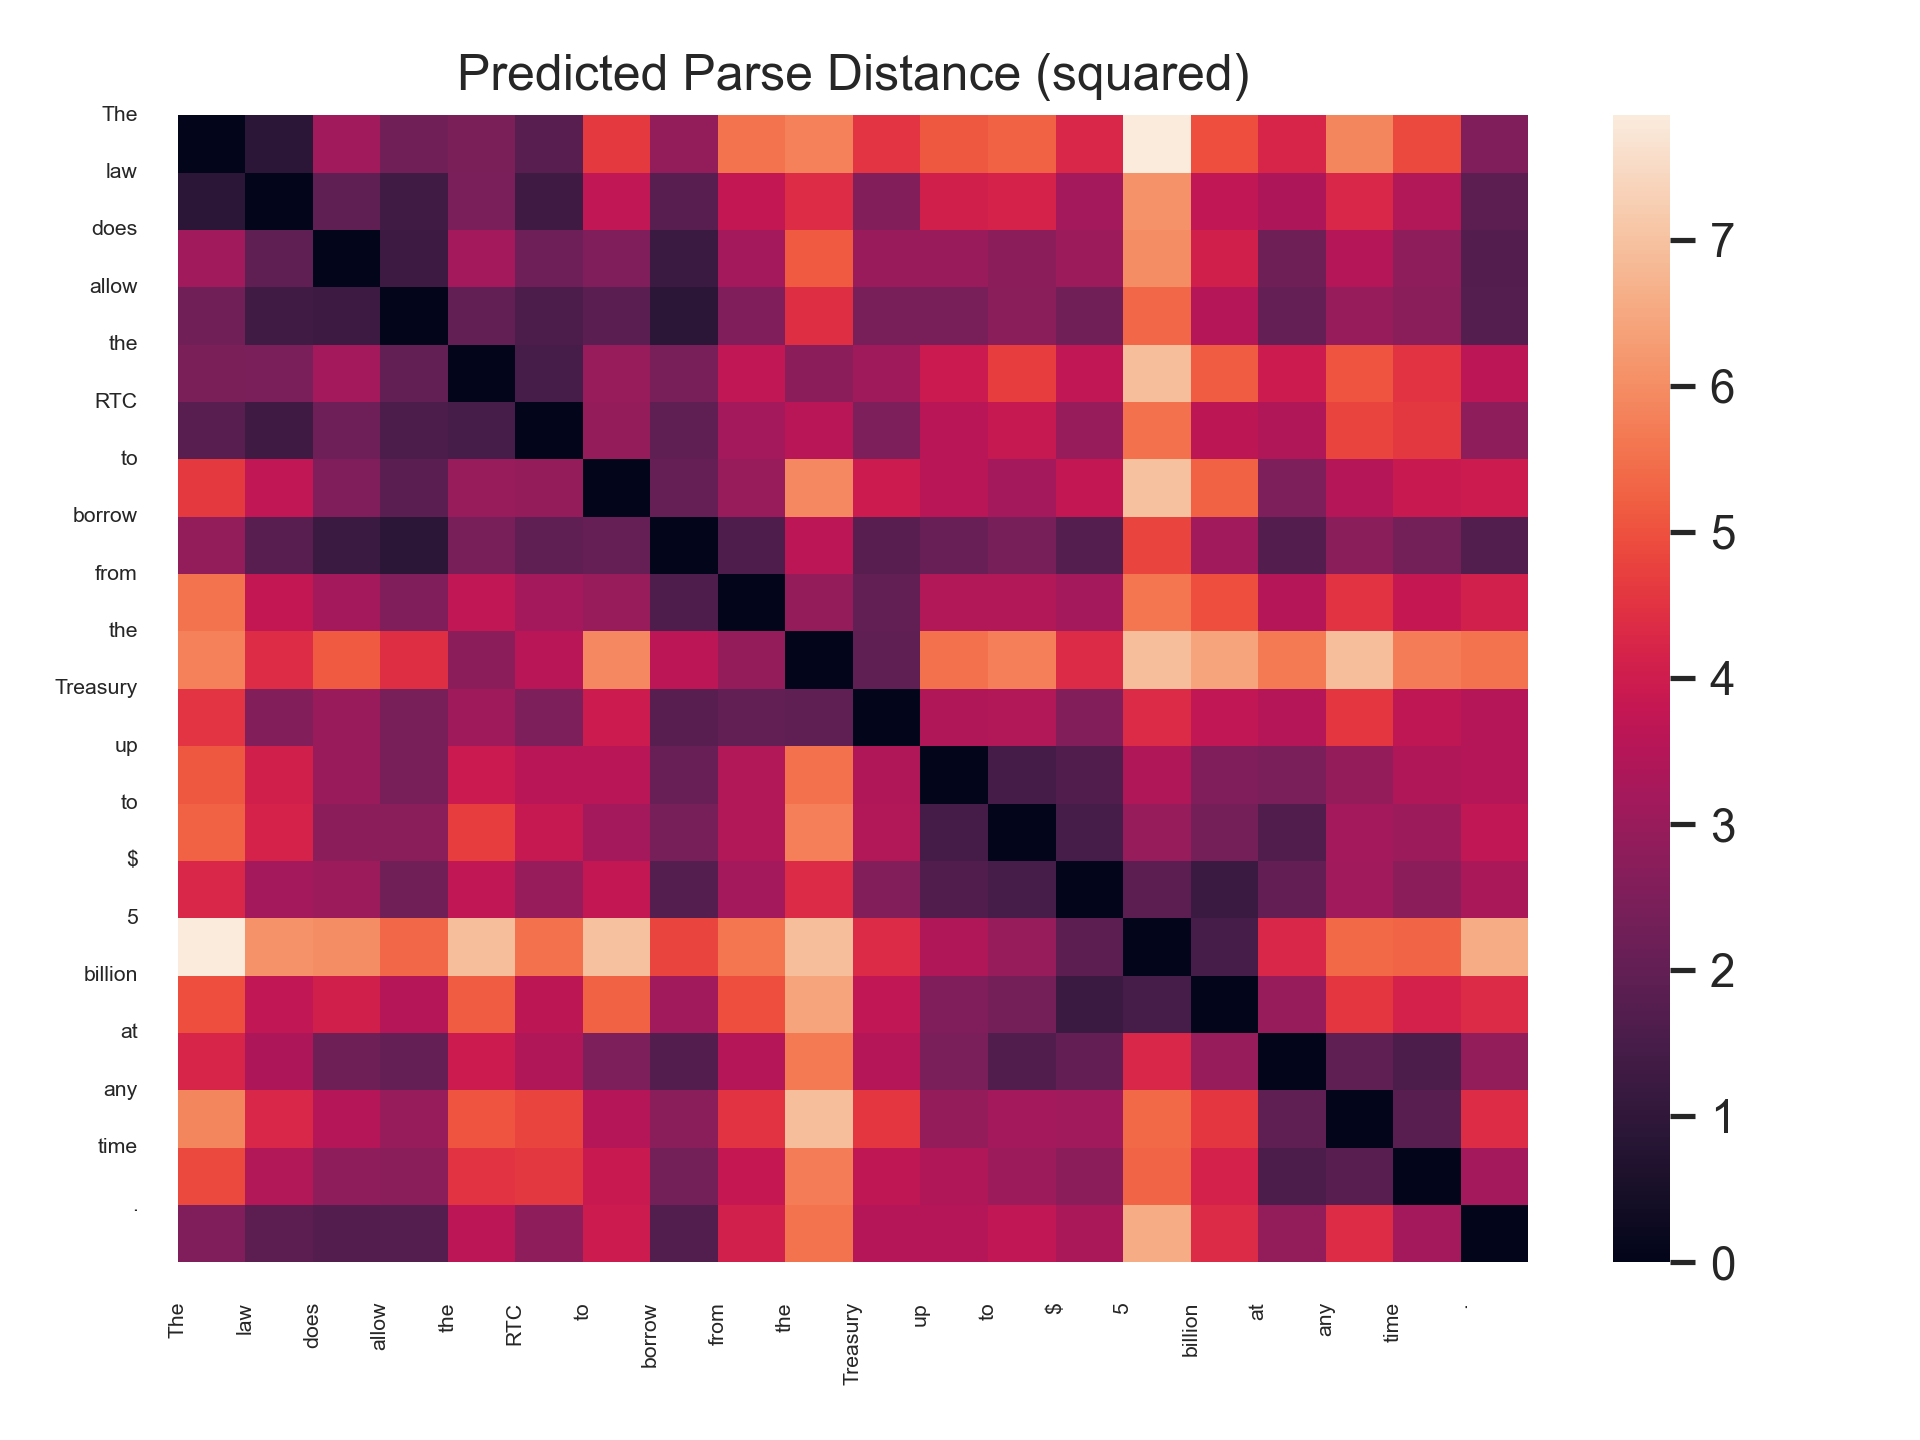 Predicted Parse Distance (squared)
The
law
does
allow
the
RTC
to
borrow
from
the
Treasury
up
to
$
5
billion
at
any
time
.
7
6
5
4
3
2
1
0
The law does allow the RTC to borrow from the Treasury up to $ 5 billion at any time .